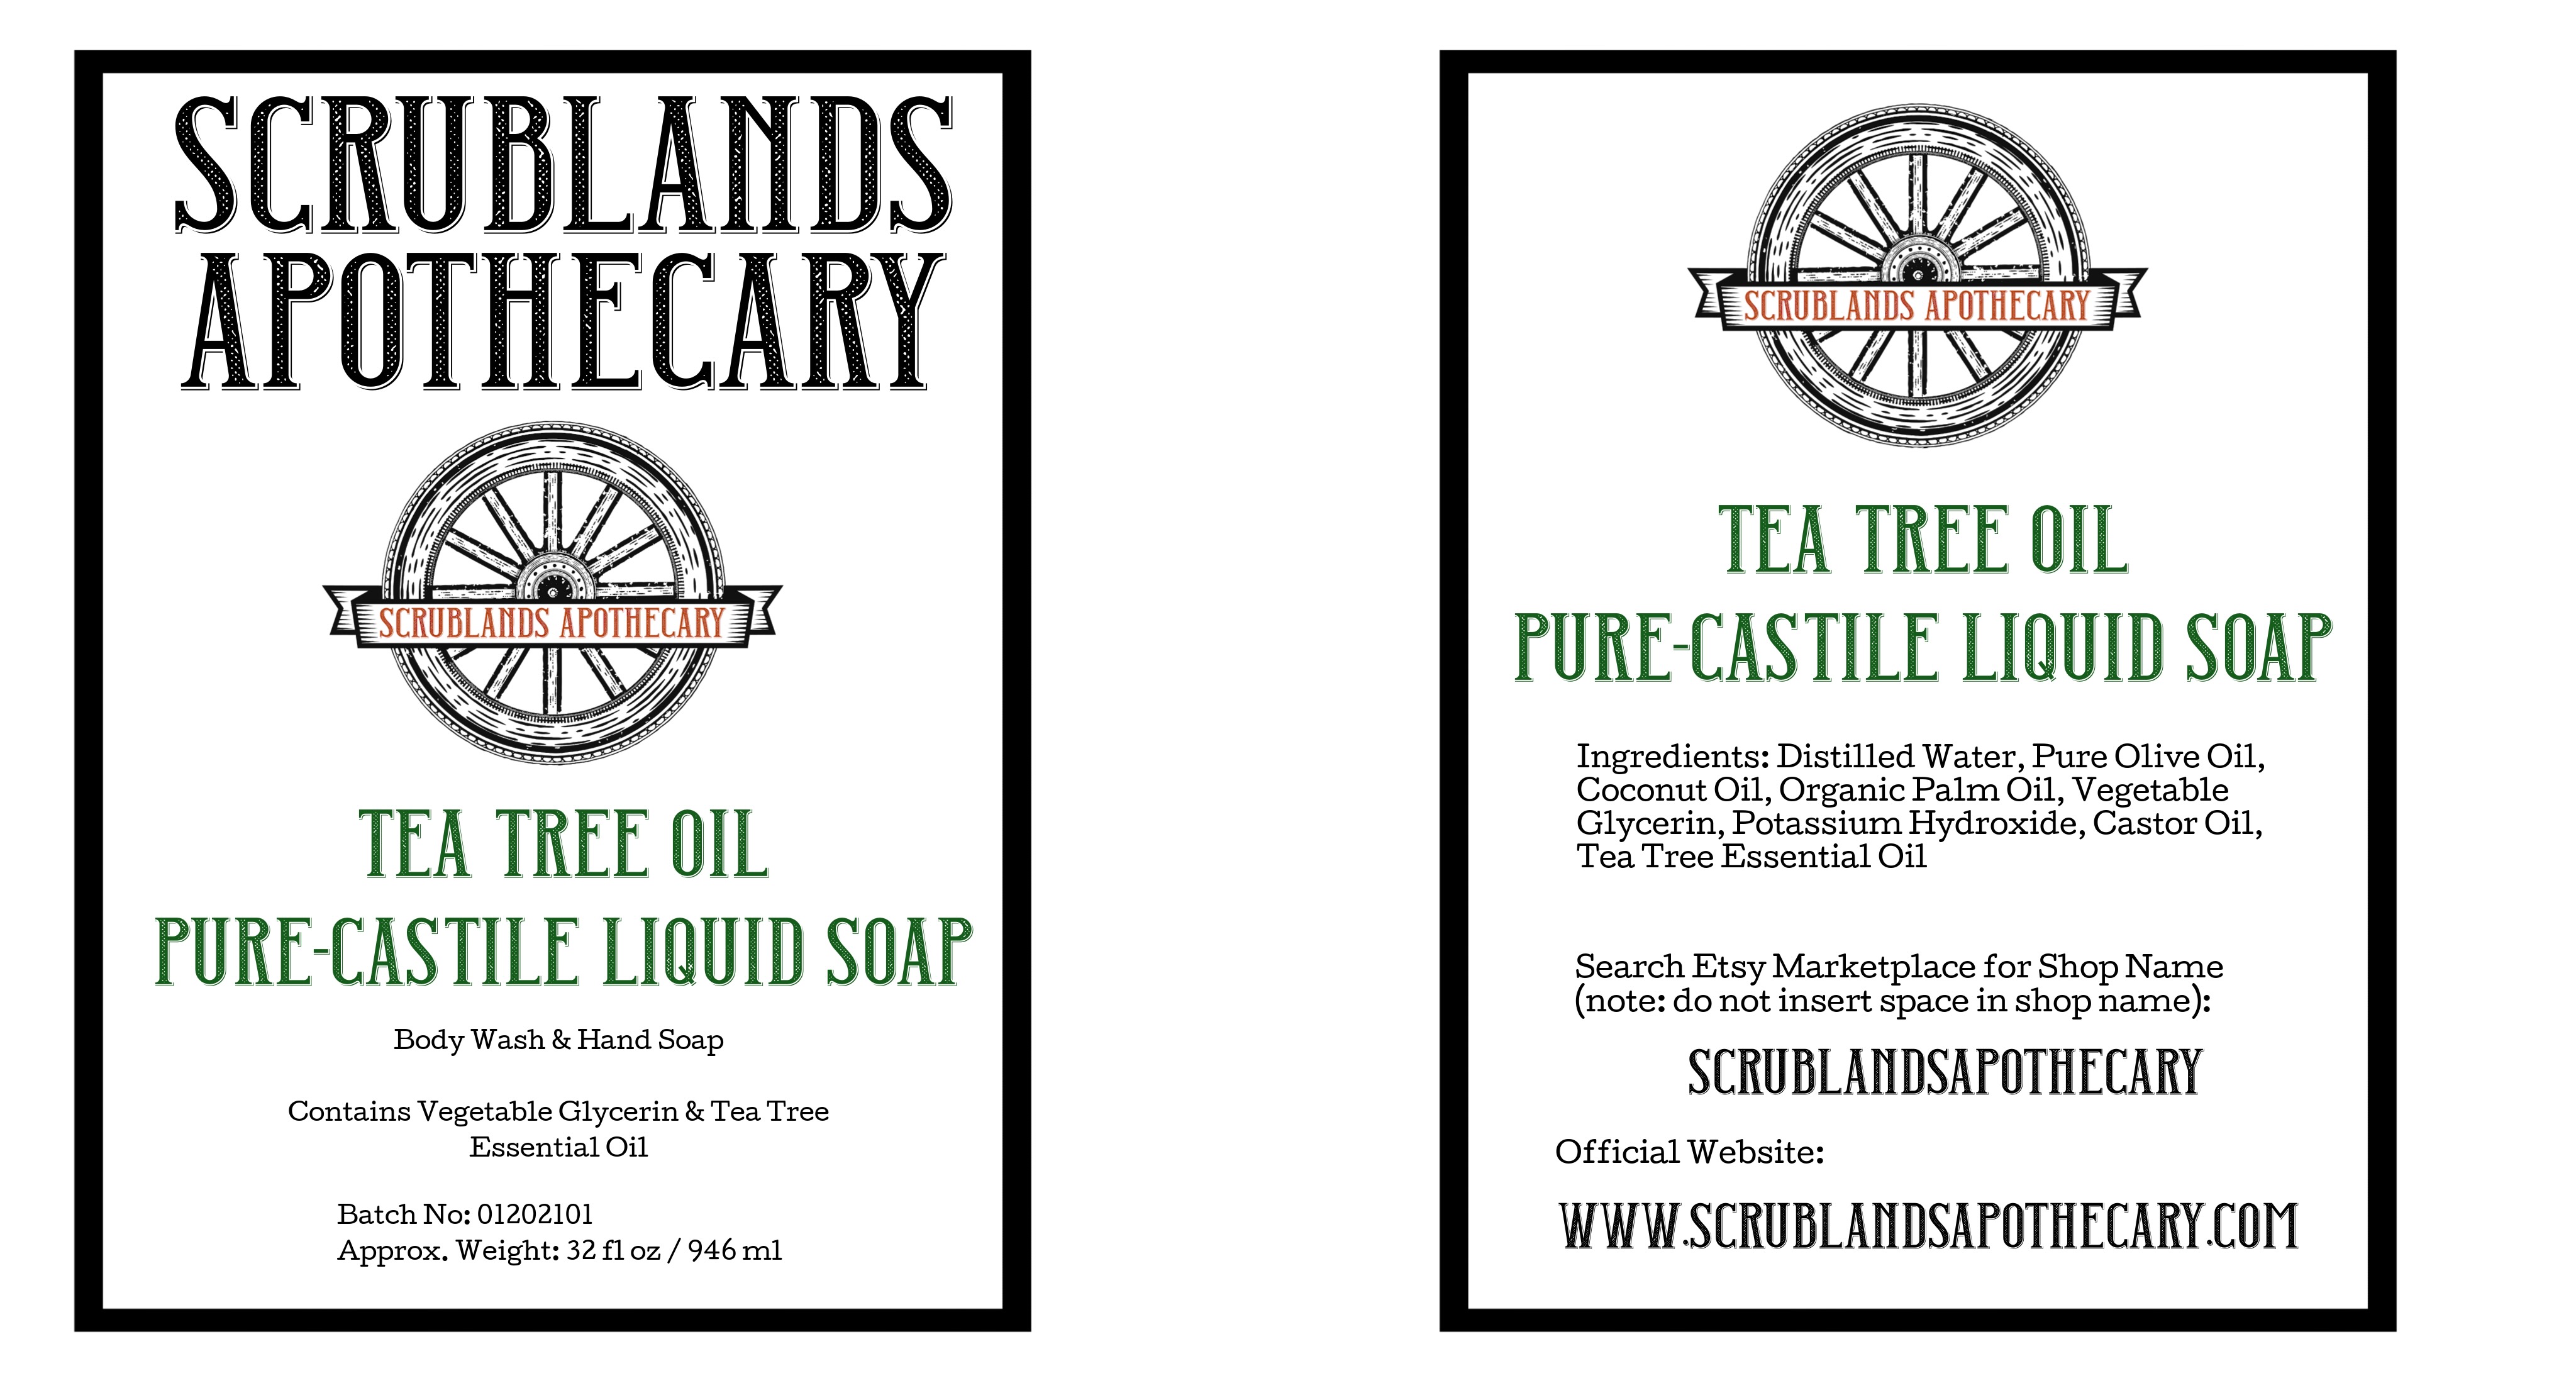 SCRUBLANDS
APOTHECARY
SCRUBLANDS APOTHECARY
TEA TREE OIL
PURE-CASTILE LIQUID SOAP
Body Wash & Hand Soap
Contains Vegetable Glycerin & Tea Tree
Essential Oil
Batch No: 01202101
Approx. Weight: 32 fl oz / 946 ml
SCRUBLANDS APOTHECARY
TEA TREE OIL
PURE-CASTILE LIQUID SOAP
Ingredients: Distilled Water, Pure Olive Oil,
Coconut Oil, Organic Palm Oil, Vegetable
Glycerin, Potassium Hydroxide, Castor Oil,
Tea Tree Essential Oil
Search Etsy Marketplace for Shop Name
(note: do not insert space in shop name):
SCRUBLANDSAPOTHECARY
Official Website:
WWW.SCRUBLANDSAPOTHECARY.COM